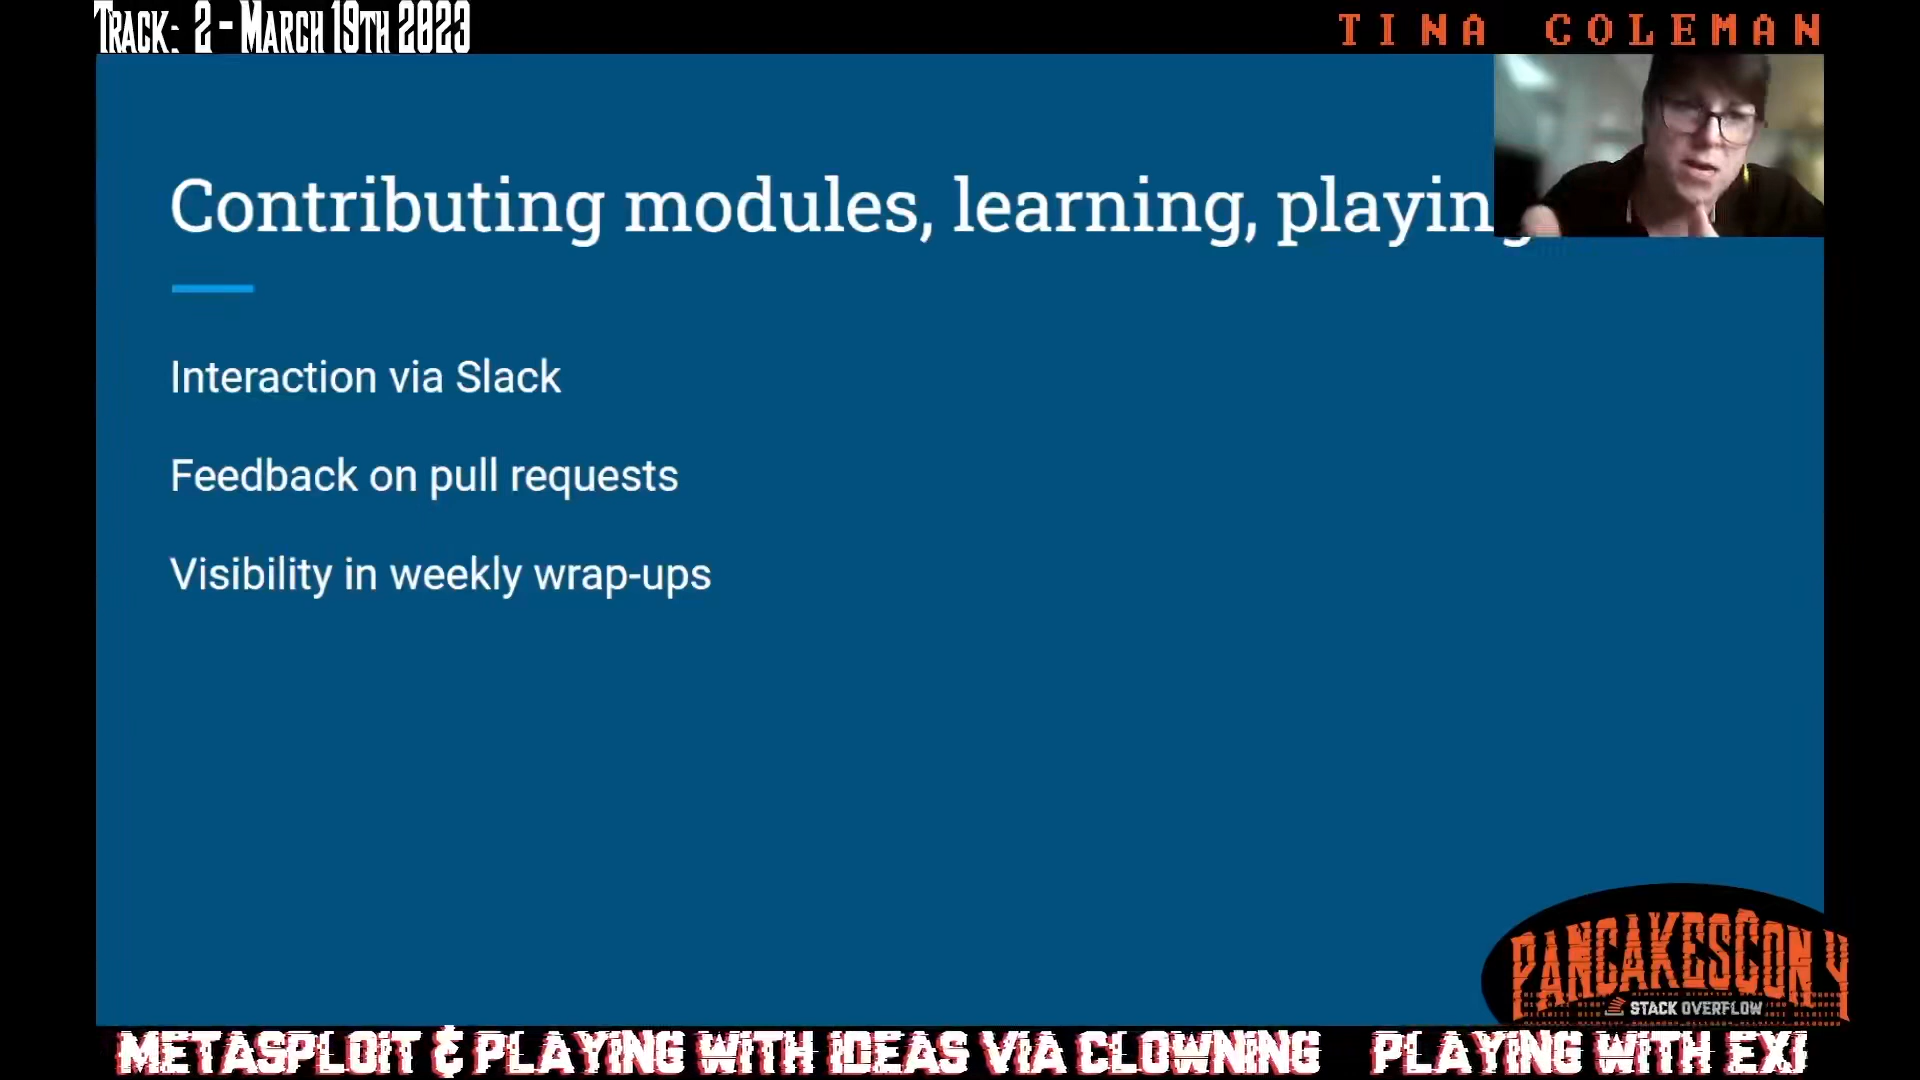 Track: 2 - March 19th 2023
TINA COLEMAN
Contributing modules, learning, playing
Interaction via Slack
Feedback on pull requests
Visibility in weekly wrap-ups
PANCAKESCON 4
STACK OVERFLOW
METASPLOIT & PLAYING WITH IDEAS VIA CLOWNING PLAYING WITH EXI